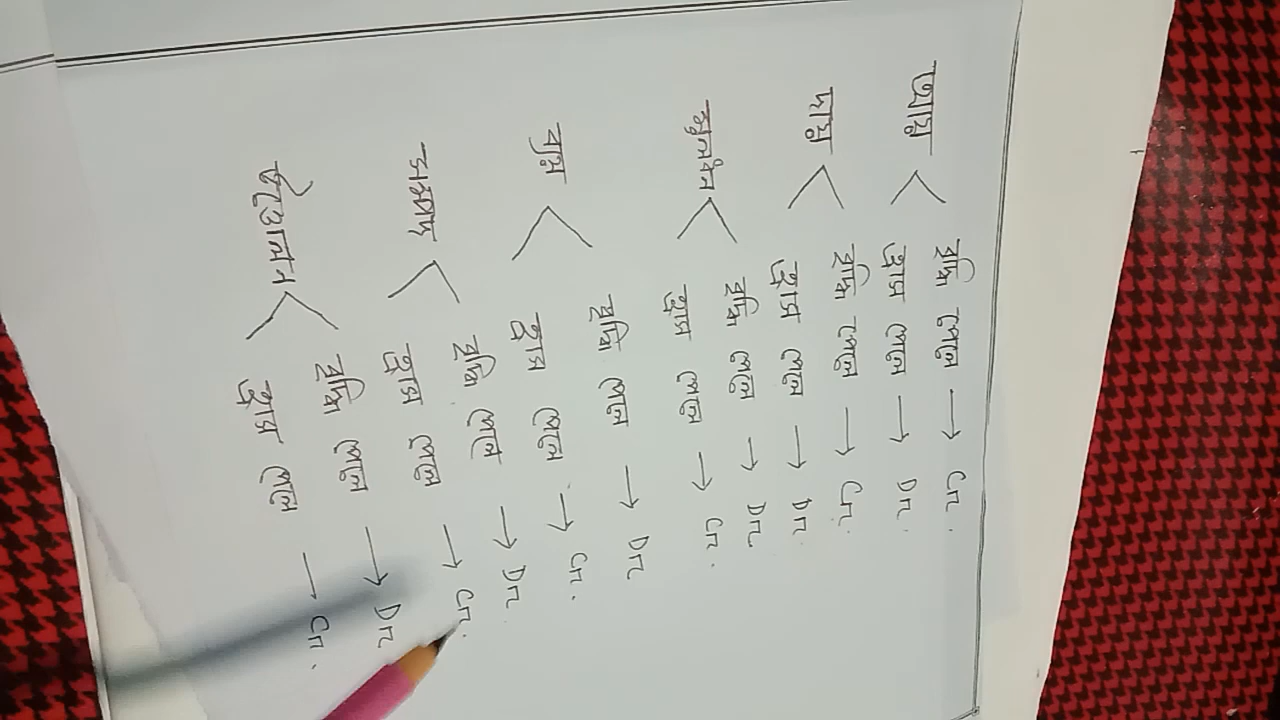 আয়
বৃদ্ধি পেলে → Cr.
হ্রাস পেলে → Dr.
দায়
বৃদ্ধি পেলে → Cr.
হ্রাস পেলে → Dr.
মূলধন
বৃদ্ধি পেলে → Dr.
হ্রাস পেলে → Cr.
ব্যয়
বৃদ্ধি পেলে → Dr
হ্রাস পেলে → Cr.
সম্পদ
বৃদ্ধি পেলে → Dr.
হ্রাস পেলে → Cr.
উত্তোলন
বৃদ্ধি পেলে → Dr
হ্রাস পেলে → Cr.